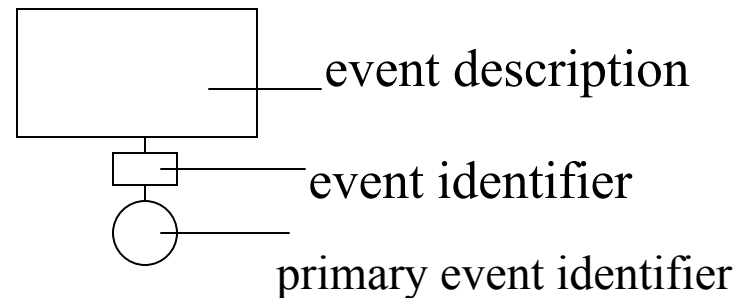 event description
event identifier
primary event identifier